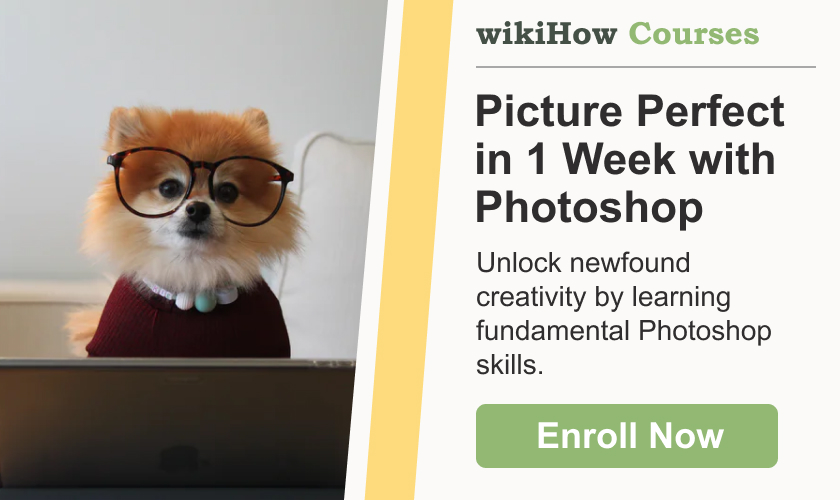 wikiHow Courses
Picture Perfect
in 1 Week with
Photoshop
Unlock newfound
creativity by learning
fundamental Photoshop
skills.
Enroll Now